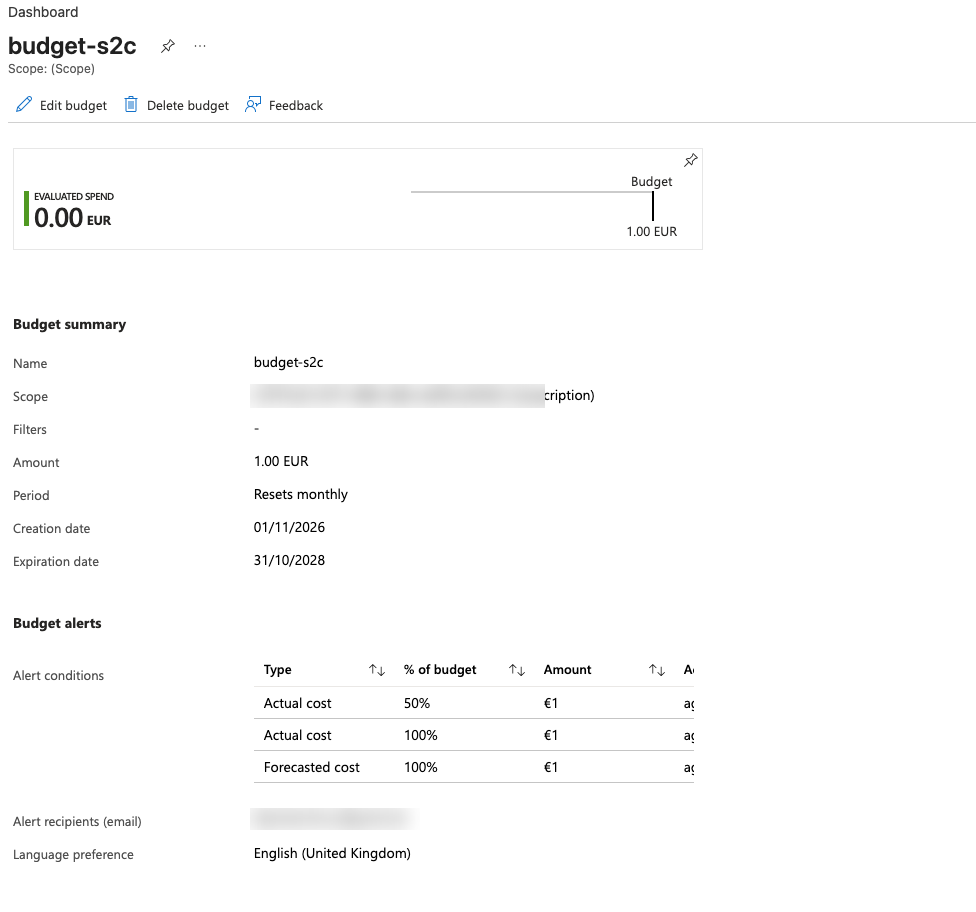 Dashboard
budget-s2c
Scope: (Scope)
Edit budget Delete budget Feedback
Budget
EVALUATED SPEND
0.00 EUR
1.00 EUR
Budget summary
Name budget-s2c
Scope cription)
Filters -
Amount 1.00 EUR
Period Resets monthly
Creation date 01/11/2026
Expiration date 31/10/2028
Budget alerts
Alert conditions
Type % of budget Amount
Actual cost 50% €1
Actual cost 100% €1
Forecasted cost 100% €1
Alert recipients (email)
Language preference English (United Kingdom)